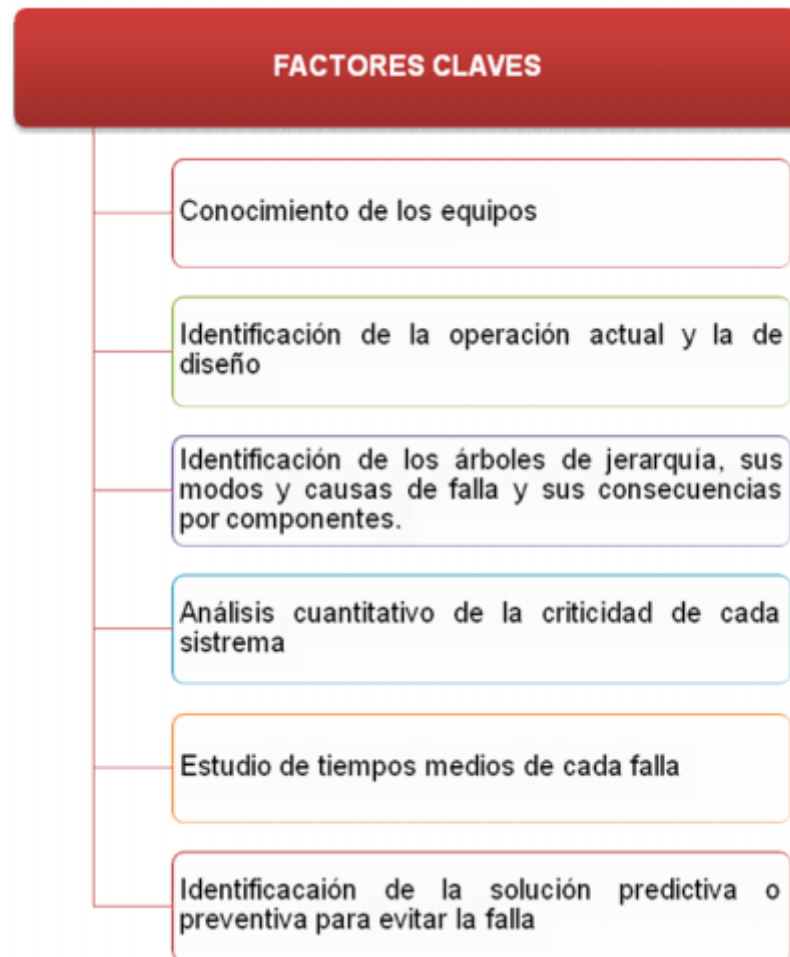 FACTORES CLAVES
Conocimiento de los equipos
Identificación de la operación actual y la de
diseño
Identificación de los árboles de jerarquía, sus
modos y causas de falla y sus consecuencias
por componentes.
Análisis cuantitativo de la criticidad de cada
sistrema
Estudio de tiempos medios de cada falla
Identificacaión de la solución predictiva o
preventiva para evitar la falla